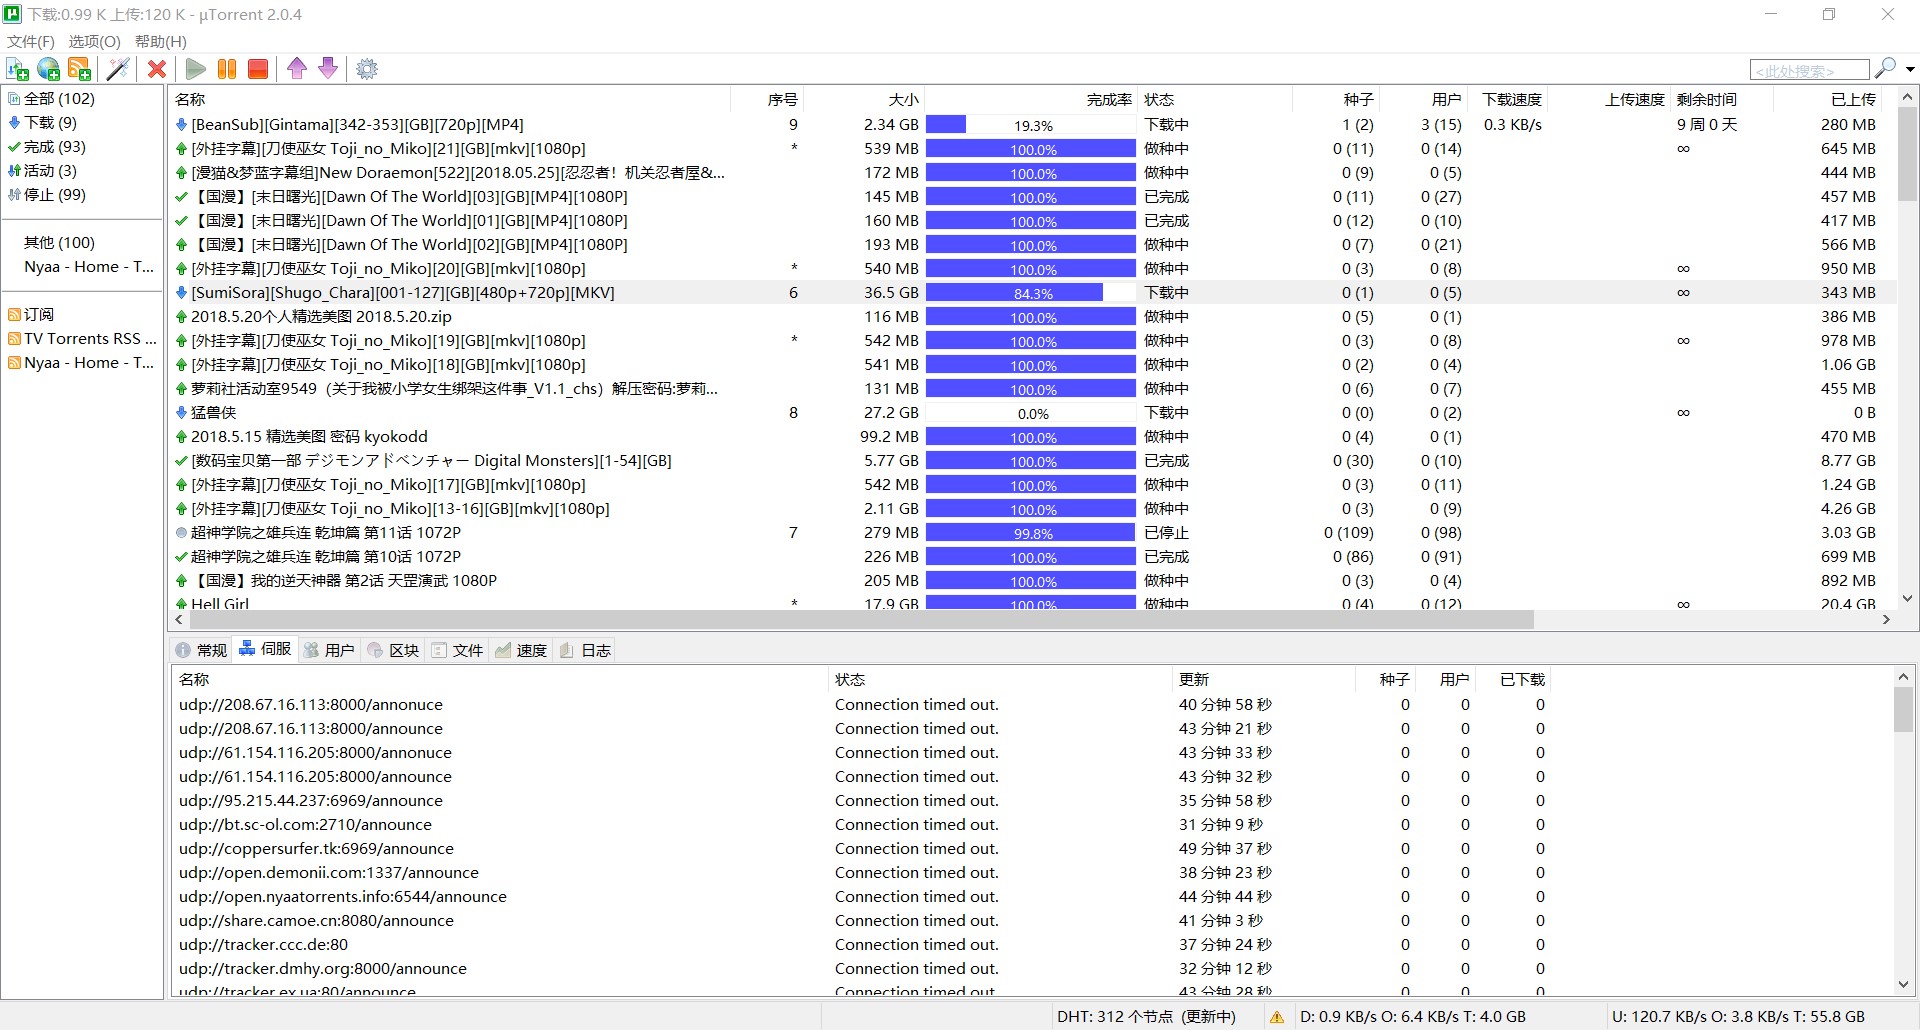 下载:0.99 K 上传:120 K - µTorrent 2.0.4
文件(F) 选项(O) 帮助(H)
<此处搜索>
全部 (102)
下载 (9)
完成 (93)
活动 (3)
停止 (99)
其他 (100)
Nyaa - Home - T...
订阅
TV Torrents RSS ...
Nyaa - Home - T...
名称 序号 大小 完成率 状态 种子 用户 下载速度 上传速度 剩余时间 已上传
[BeanSub][Gintama][342-353][GB][720p][MP4] 9 2.34 GB 19.3% 下载中 1 (2) 3 (15) 0.3 KB/s 9 周 0 天 280 MB
[外挂字幕][刀使巫女 Toji_no_Miko][21][GB][mkv][1080p] * 539 MB 100.0% 做种中 0 (11) 0 (14) ∞ 645 MB
[漫猫&梦蓝字幕组]New Doraemon[522][2018.05.25][忍忍者！机关忍者屋&... 172 MB 100.0% 做种中 0 (9) 0 (5) 444 MB
【国漫】[末日曙光][Dawn Of The World][03][GB][MP4][1080P] 145 MB 100.0% 已完成 0 (11) 0 (27) 457 MB
【国漫】[末日曙光][Dawn Of The World][01][GB][MP4][1080P] 160 MB 100.0% 已完成 0 (12) 0 (10) 417 MB
【国漫】[末日曙光][Dawn Of The World][02][GB][MP4][1080P] 193 MB 100.0% 做种中 0 (7) 0 (21) 566 MB
[外挂字幕][刀使巫女 Toji_no_Miko][20][GB][mkv][1080p] * 540 MB 100.0% 做种中 0 (3) 0 (8) ∞ 950 MB
[SumiSora][Shugo_Chara][001-127][GB][480p+720p][MKV] 6 36.5 GB 84.3% 下载中 0 (1) 0 (5) ∞ 343 MB
2018.5.20个人精选美图 2018.5.20.zip 116 MB 100.0% 做种中 0 (5) 0 (1) 386 MB
[外挂字幕][刀使巫女 Toji_no_Miko][19][GB][mkv][1080p] * 542 MB 100.0% 做种中 0 (3) 0 (8) ∞ 978 MB
[外挂字幕][刀使巫女 Toji_no_Miko][18][GB][mkv][1080p] 541 MB 100.0% 做种中 0 (2) 0 (4) 1.06 GB
萝莉社活动室9549（关于我被小学女生绑架这件事_V1.1_chs）解压密码:萝莉... 131 MB 100.0% 做种中 0 (6) 0 (7) 455 MB
猛兽侠 8 27.2 GB 0.0% 下载中 0 (0) 0 (2) ∞ 0 B
2018.5.15 精选美图 密码 kyokodd 99.2 MB 100.0% 做种中 0 (4) 0 (1) 470 MB
[数码宝贝第一部 デジモンアドベンチャー Digital Monsters][1-54][GB] 5.77 GB 100.0% 已完成 0 (30) 0 (10) 8.77 GB
[外挂字幕][刀使巫女 Toji_no_Miko][17][GB][mkv][1080p] 542 MB 100.0% 做种中 0 (3) 0 (11) 1.24 GB
[外挂字幕][刀使巫女 Toji_no_Miko][13-16][GB][mkv][1080p] 2.11 GB 100.0% 做种中 0 (3) 0 (9) 4.26 GB
超神学院之雄兵连 乾坤篇 第11话 1072P 7 279 MB 99.8% 已停止 0 (109) 0 (98) 3.03 GB
超神学院之雄兵连 乾坤篇 第10话 1072P 226 MB 100.0% 已完成 0 (86) 0 (91) 699 MB
【国漫】我的逆天神器 第2话 天罡演武 1080P 205 MB 100.0% 做种中 0 (3) 0 (4) 892 MB
Hell Girl * 17.9 GB 100.0% 做种中 0 (4) 0 (12) ∞ 20.4 GB
常规 伺服 用户 区块 文件 速度 日志
名称 状态 更新 种子 用户 已下载
udp://208.67.16.113:8000/annonuce Connection timed out. 40 分钟 58 秒 0 0 0
udp://208.67.16.113:8000/announce Connection timed out. 43 分钟 21 秒 0 0 0
udp://61.154.116.205:8000/annonuce Connection timed out. 43 分钟 33 秒 0 0 0
udp://61.154.116.205:8000/announce Connection timed out. 43 分钟 32 秒 0 0 0
udp://95.215.44.237:6969/announce Connection timed out. 35 分钟 58 秒 0 0 0
udp://bt.sc-ol.com:2710/announce Connection timed out. 31 分钟 9 秒 0 0 0
udp://coppersurfer.tk:6969/announce Connection timed out. 49 分钟 37 秒 0 0 0
udp://open.demonii.com:1337/announce Connection timed out. 38 分钟 23 秒 0 0 0
udp://open.nyaatorrents.info:6544/announce Connection timed out. 44 分钟 44 秒 0 0 0
udp://share.camoe.cn:8080/announce Connection timed out. 41 分钟 3 秒 0 0 0
udp://tracker.ccc.de:80 Connection timed out. 37 分钟 24 秒 0 0 0
udp://tracker.dmhy.org:8000/announce Connection timed out. 32 分钟 12 秒 0 0 0
udp://tracker.ex.ua:80/announce Connection timed out. 43 分钟 28 秒 0 0 0
DHT: 312 个节点 (更新中) D: 0.9 KB/s O: 6.4 KB/s T: 4.0 GB U: 120.7 KB/s O: 3.8 KB/s T: 55.8 GB